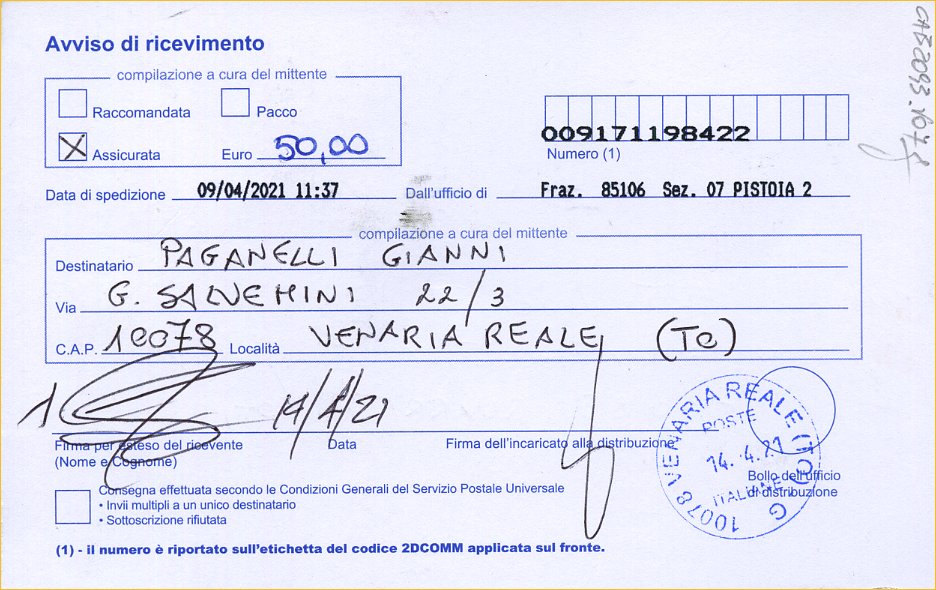 Avviso di ricevimento
compilazione a cura del mittente
Raccomandata Pacco
Assicurata Euro 50,00
009171198422
Numero (1)
Data di spedizione 09/04/2021 11:37 Dall'ufficio di Fraz. 85106 Sez. 07 PISTOIA 2
compilazione a cura del mittente
Destinatario PAGANELLI GIANNI
Via G. SALVEMINI 22/3
C.A.P. 10078 Località VENARIA REALE (TO)
14/4/21
Firma per esteso del ricevente Data Firma dell'incaricato alla distribuzione
(Nome e Cognome)
Bollo dell'ufficio
di distribuzione
10078 VENARIA REALE (TO) G
POSTE
14.4.21
ITALIANE
Consegna effettuata secondo le Condizioni Generali del Servizio Postale Universale
• Invii multipli a un unico destinatario
• Sottoscrizione rifiutata
(1) - il numero è riportato sull'etichetta del codice 2DCOMM applicata sul fronte.